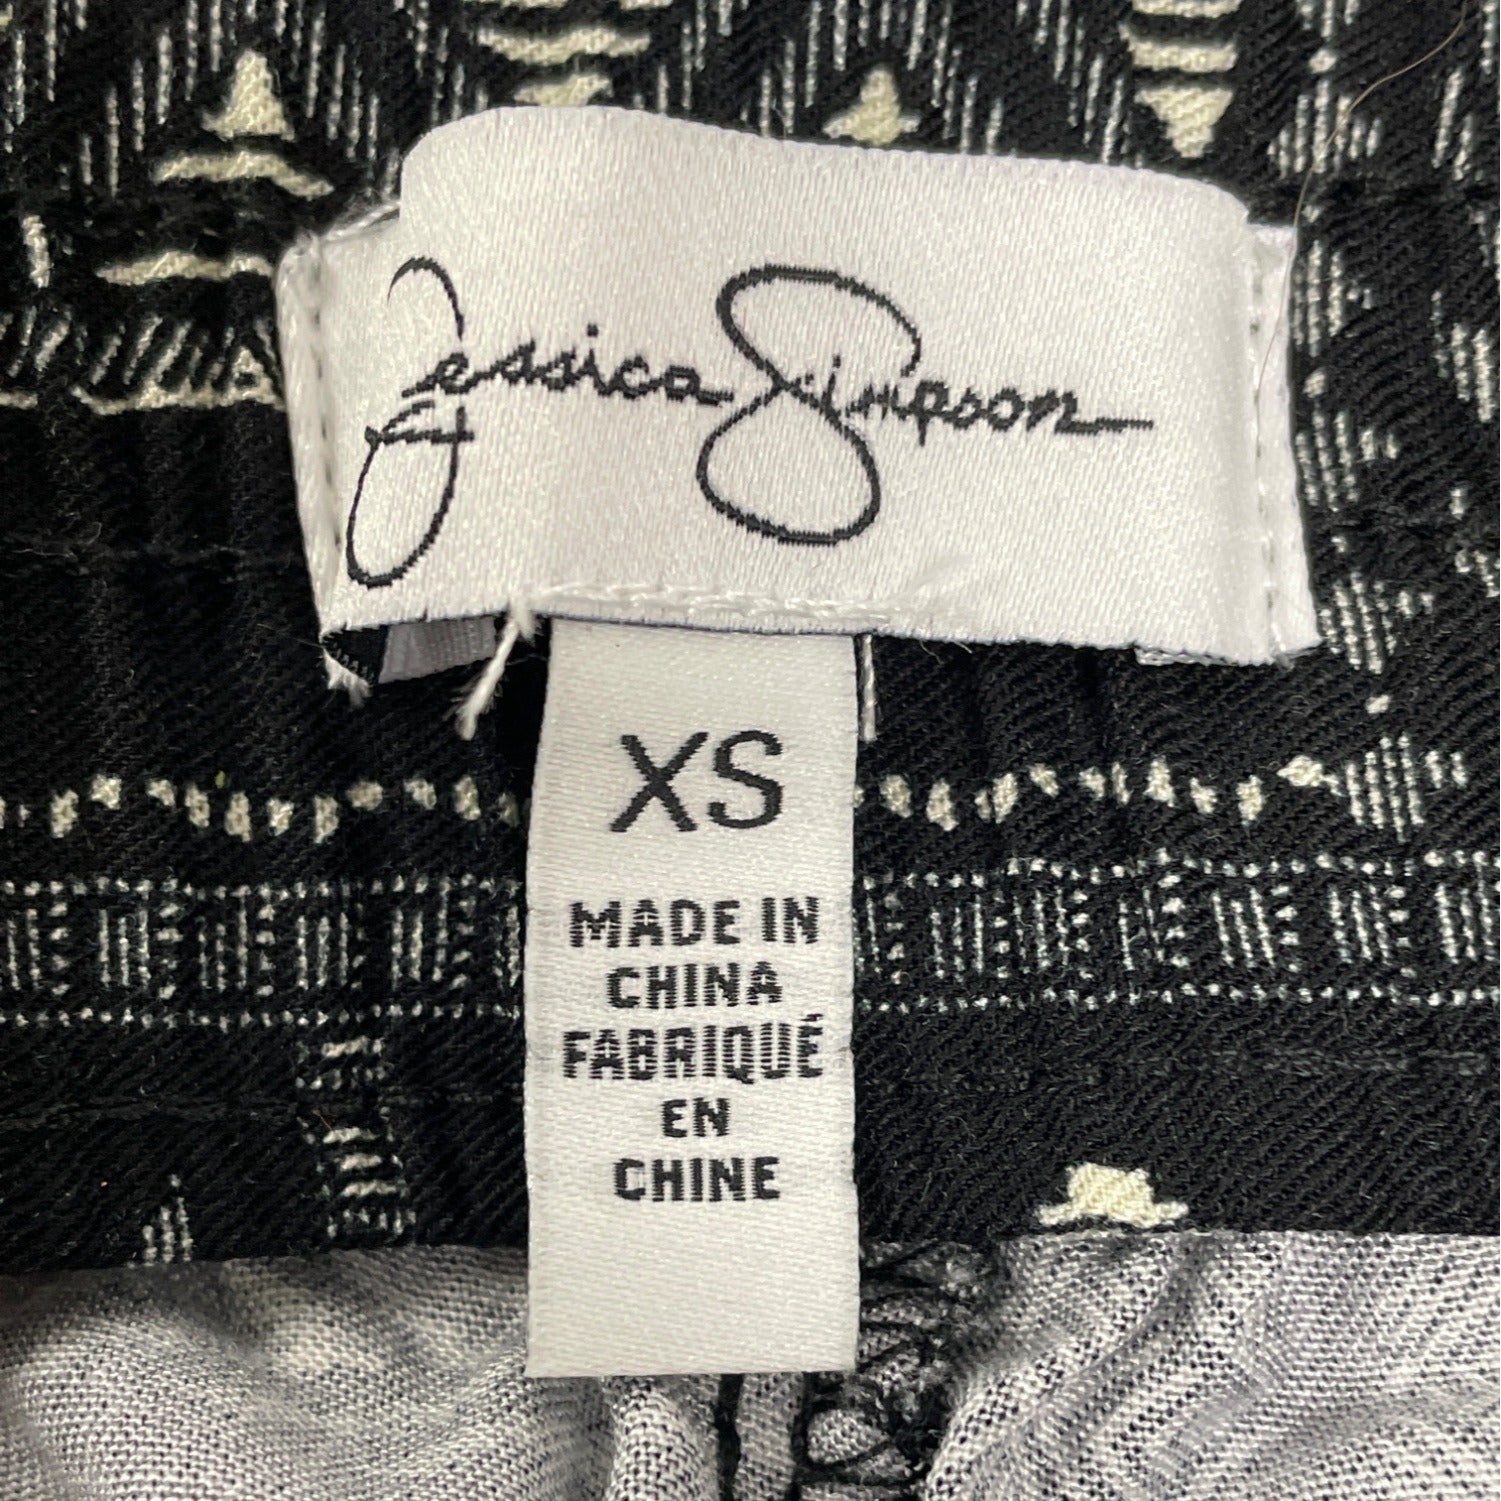 Jessica Simpson
XS
MADE IN
CHINA
FABRIQUÉ
EN
CHINE